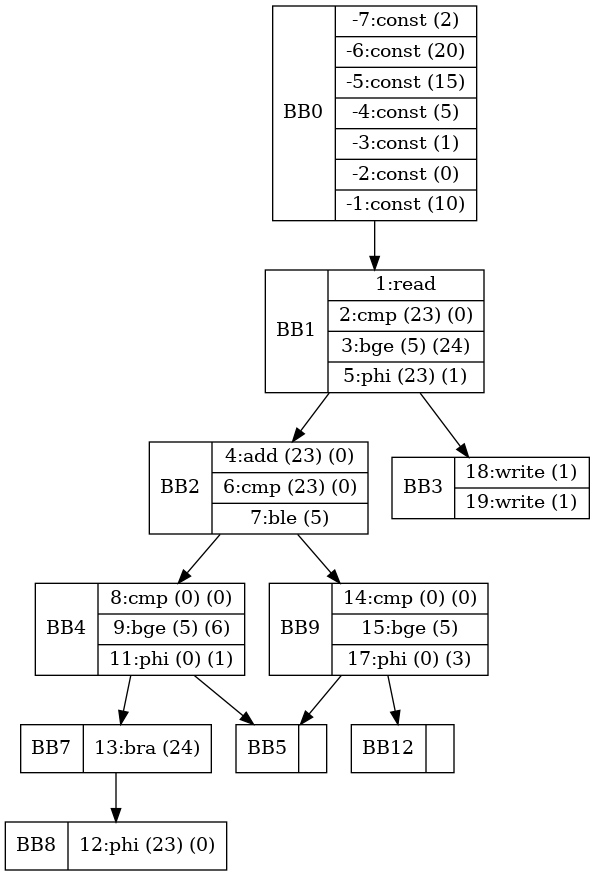 BB0
-7:const (2)
-6:const (20)
-5:const (15)
-4:const (5)
-3:const (1)
-2:const (0)
-1:const (10)
BB1
1:read
2:cmp (23) (0)
3:bge (5) (24)
5:phi (23) (1)
BB2
4:add (23) (0)
6:cmp (23) (0)
7:ble (5)
BB3
18:write (1)
19:write (1)
BB4
8:cmp (0) (0)
9:bge (5) (6)
11:phi (0) (1)
BB9
14:cmp (0) (0)
15:bge (5)
17:phi (0) (3)
BB7
13:bra (24)
BB5
BB12
BB8
12:phi (23) (0)